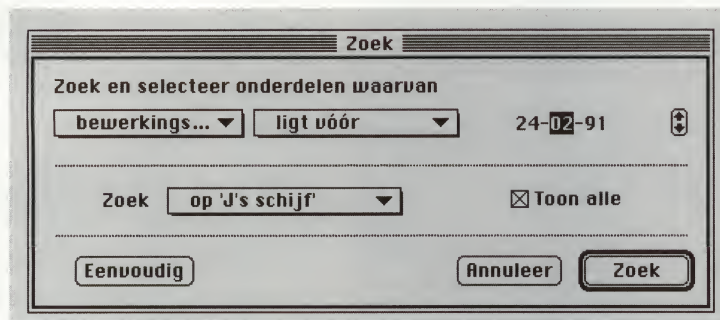 Zoek
Zoek en selecteer onderdelen waarvan
bewerkings... ligt vóór 24-02-91
Zoek op 'J's schijf' Toon alle
Eenvoudig Annuleer Zoek